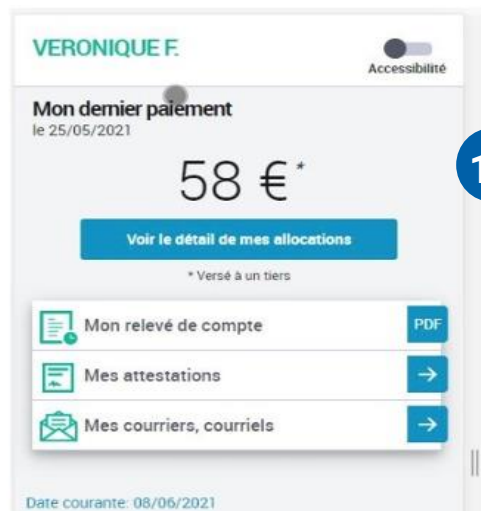 VERONIQUE F.
Accessibilité
Mon dernier paiement
le 25/05/2021
58 €*
1
Voir le détail de mes allocations
* Versé à un tiers
Mon relevé de compte PDF
Mes attestations
Mes courriers, courriels
Date courante: 08/06/2021